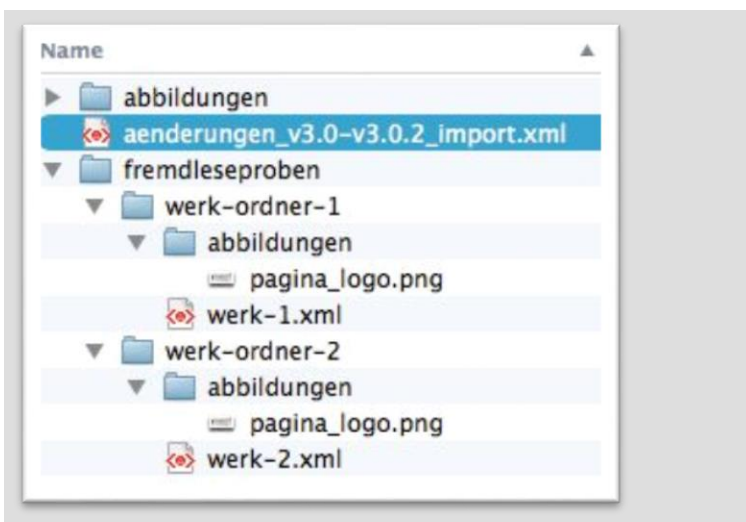 Name
abbildungen
aenderungen_v3.0-v3.0.2_import.xml
fremdleseproben
werk-ordner-1
abbildungen
pagina_logo.png
werk-1.xml
werk-ordner-2
abbildungen
pagina_logo.png
werk-2.xml